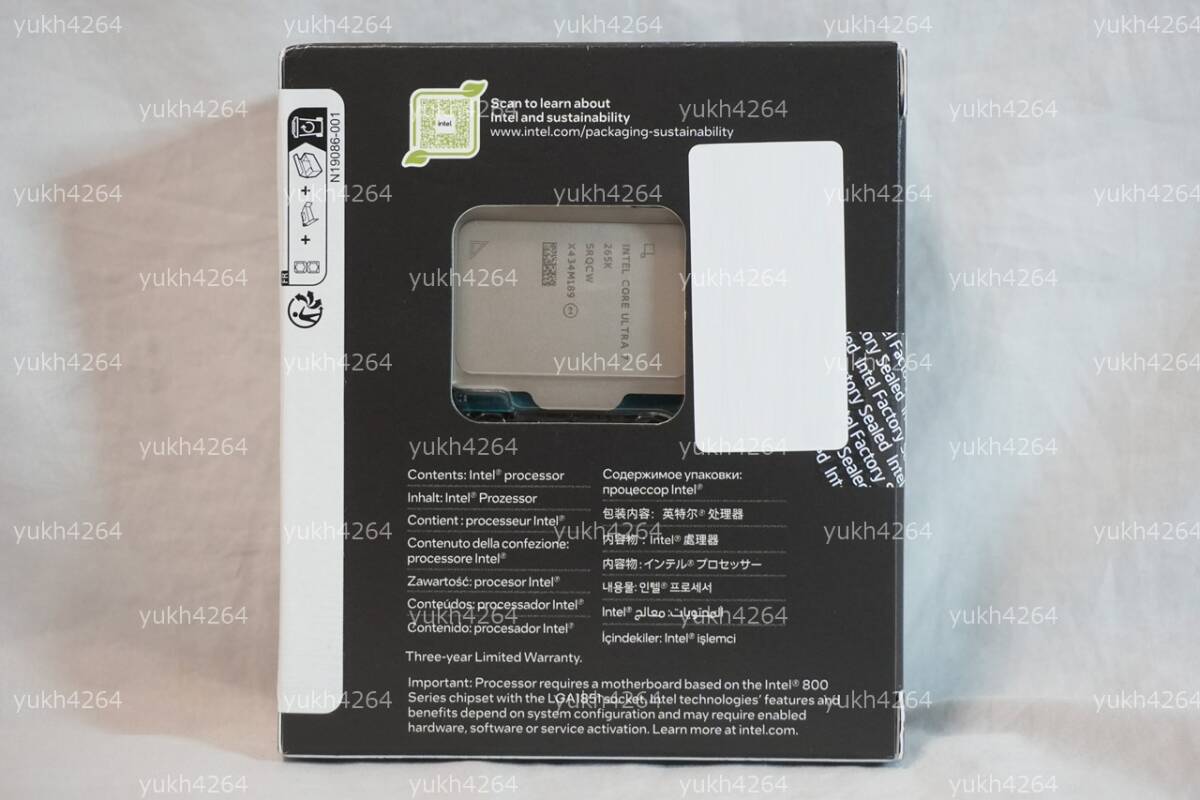 Scan to learn about
Intel and sustainability
www.intel.com/packaging-sustainability
intel
N19086-001
+
+
FR
INTEL CORE ULTRA 7
265K
SRQCW
X434M189
Contents: Intel® processor
Inhalt: Intel® Prozessor
Contient : processeur Intel®
Contenuto della confezione:
processore Intel®
Zawartość: procesor Intel®
Conteúdos: processador Intel®
Contenido: procesador Intel®
Содержимое упаковки:
процессор Intel®
包装内容：英特尔® 处理器
内容物：Intel® 處理器
内容物：インテル® プロセッサー
내용물: 인텔® 프로세서
المحتويات: معالج Intel®
İçindekiler: Intel® işlemci
Three-year Limited Warranty.
Important: Processor requires a motherboard based on the Intel® 800
Series chipset with the LGA1851 socket. Intel technologies' features and
benefits depend on system configuration and may require enabled
hardware, software or service activation. Learn more at intel.com.
Intel Factory Sealed
yukh4264